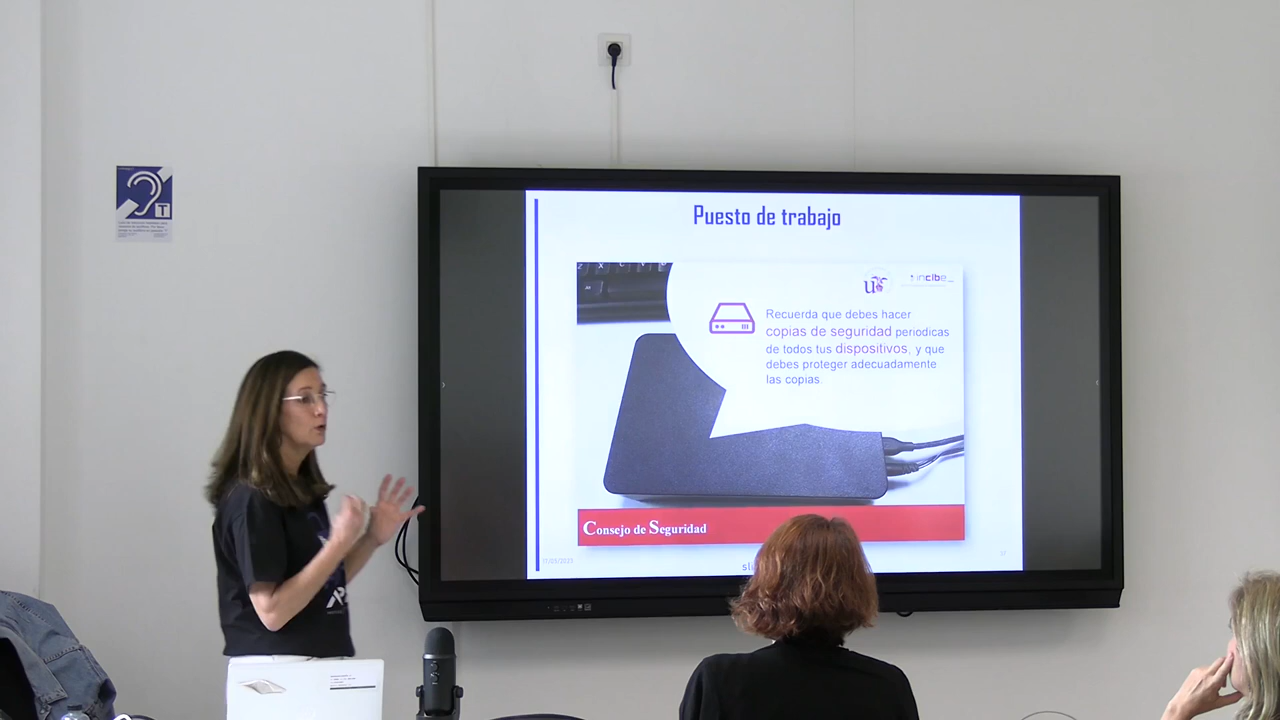 T
Puesto de trabajo
incibe_
Recuerda que debes hacer
copias de seguridad periodicas
de todos tus dispositivos, y que
debes proteger adecuadamente
las copias.
Consejo de Seguridad